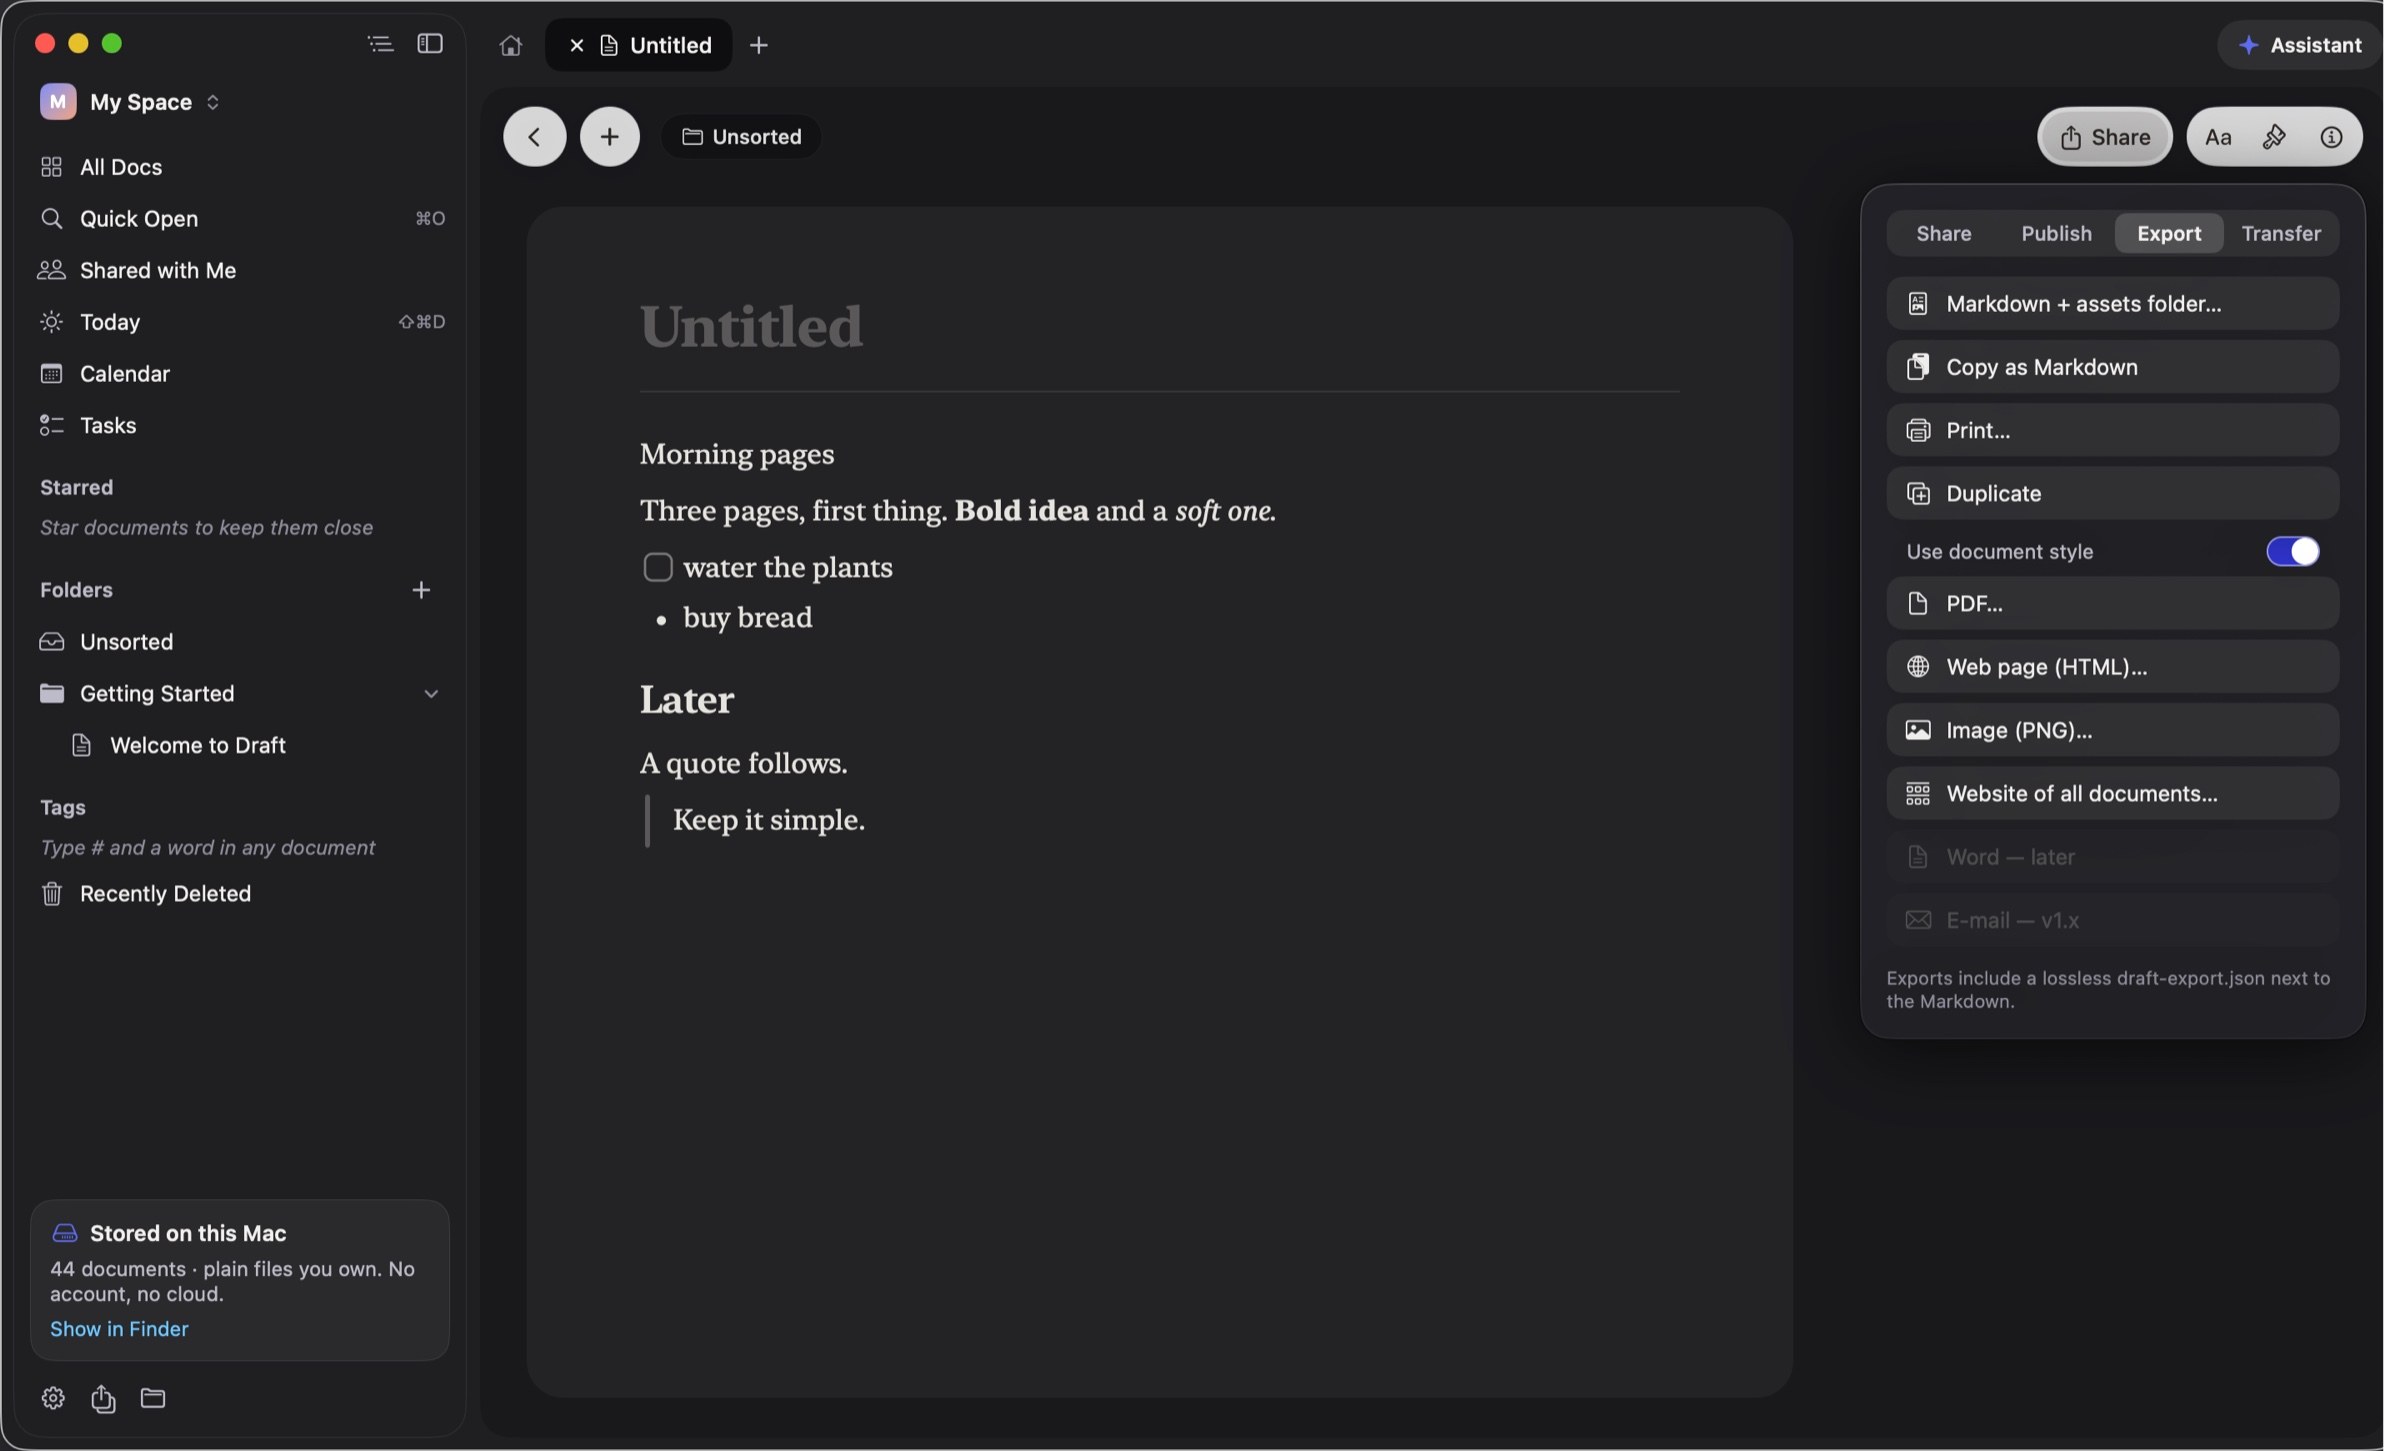 Untitled
Assistant
M
My Space
All Docs
Quick Open
⌘O
Shared with Me
Today
⇧⌘D
Calendar
Tasks
Starred
Star documents to keep them close
Folders
Unsorted
Getting Started
Welcome to Draft
Tags
Type # and a word in any document
Recently Deleted
Stored on this Mac
44 documents · plain files you own. No
account, no cloud.
Show in Finder
Unsorted
Share
Aa
Untitled
Morning pages
Three pages, first thing. Bold idea and a soft one.
water the plants
• buy bread
Later
A quote follows.
Keep it simple.
Share
Publish
Export
Transfer
Markdown + assets folder...
Copy as Markdown
Print...
Duplicate
Use document style
PDF...
Web page (HTML)...
Image (PNG)...
Website of all documents...
Word — later
E-mail — v1.x
Exports include a lossless draft-export.json next to
the Markdown.